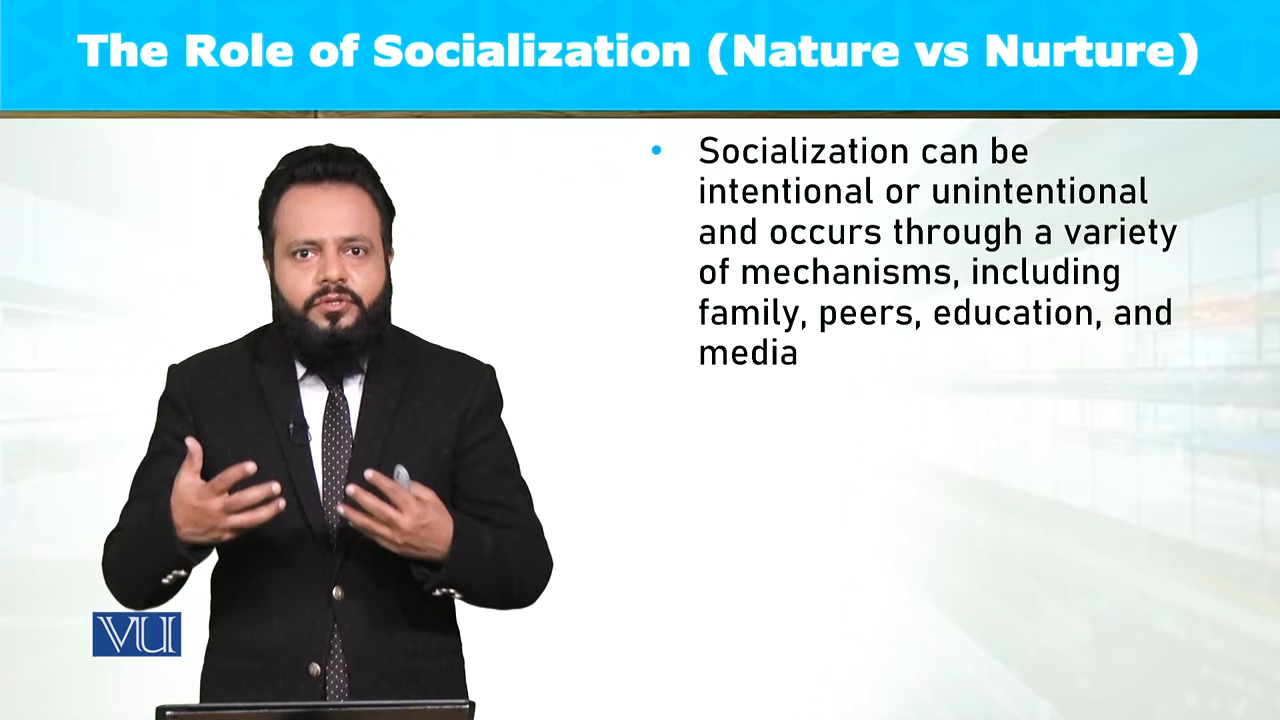 The Role of Socialization (Nature vs Nurture)
• Socialization can be
intentional or unintentional
and occurs through a variety
of mechanisms, including
family, peers, education, and
media
VU